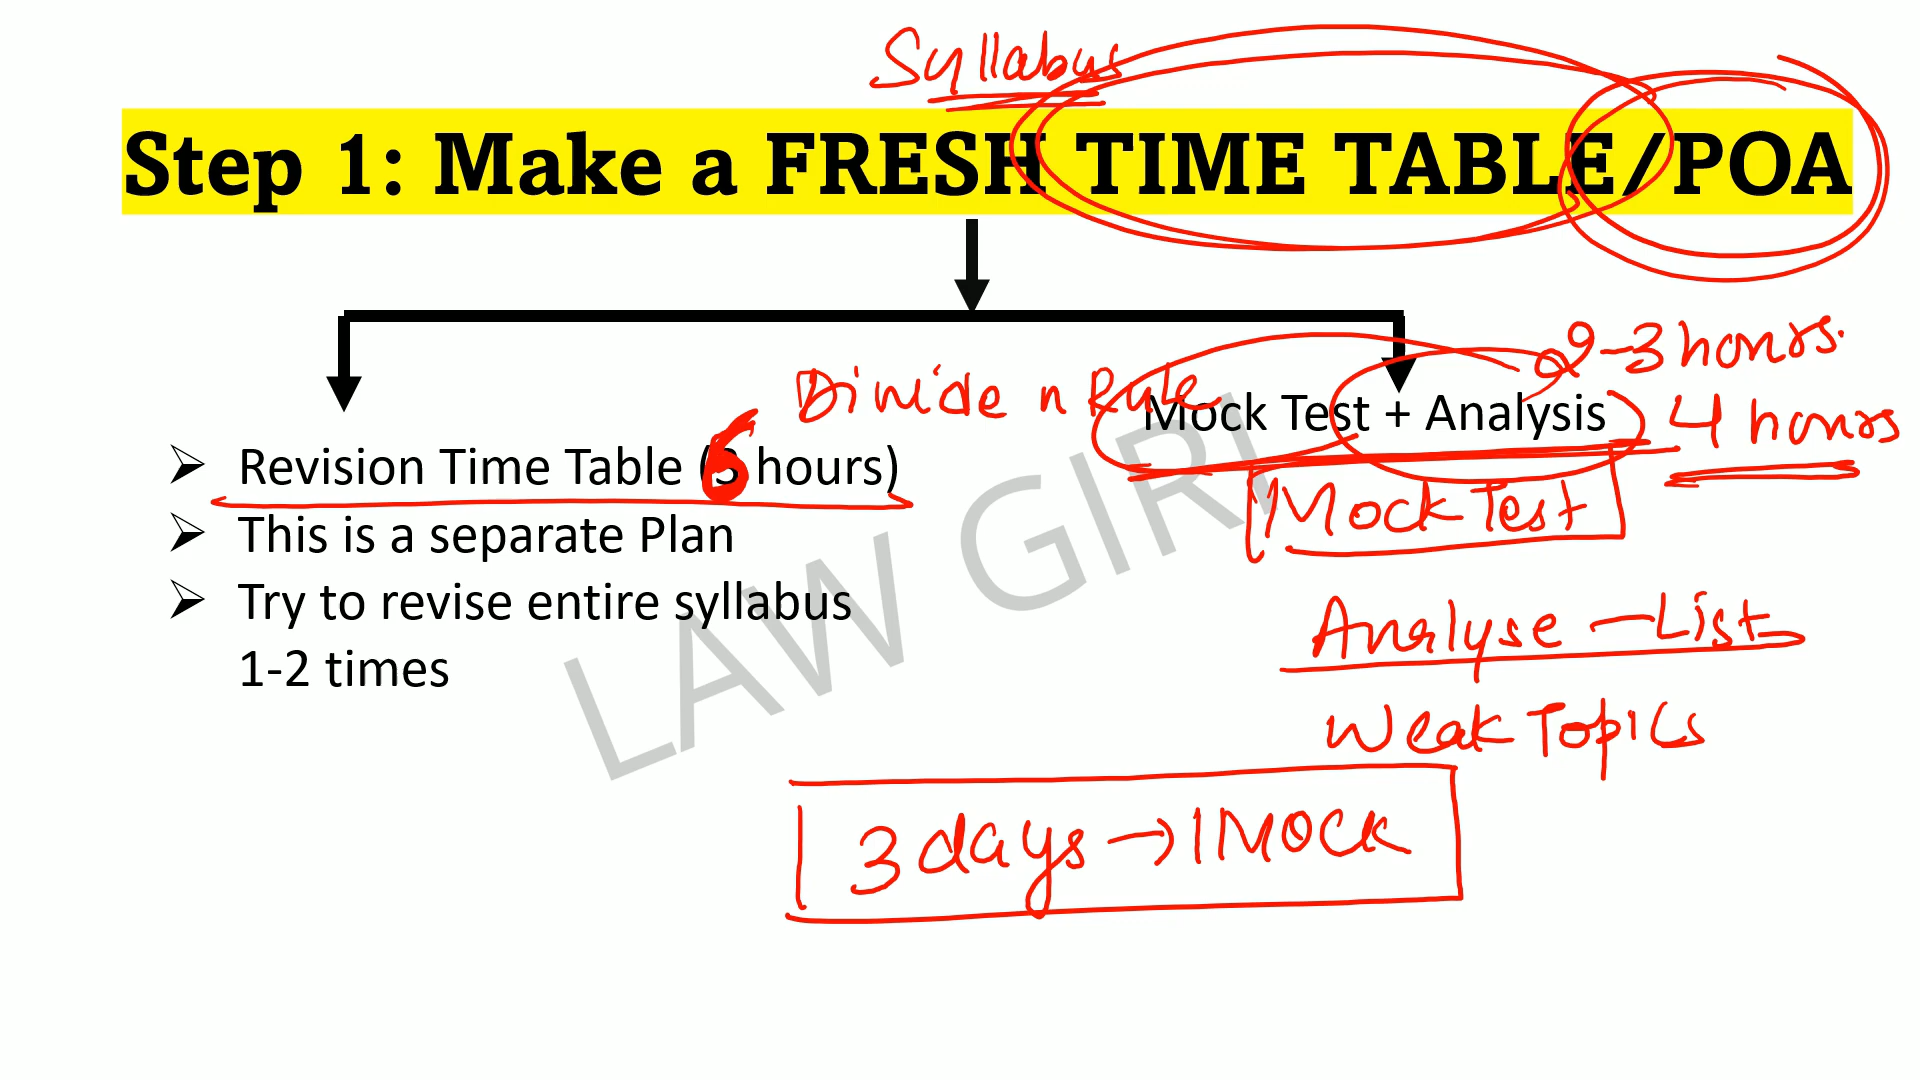 Syllabus
Step 1: Make a FRESH TIME TABLE/POA
2-3 hours.
Divide n Rule
Mock Test + Analysis
4 hours
Revision Time Table (6 hours)
1 Mock Test
This is a separate Plan
Try to revise entire syllabus
1-2 times
Analyse - List
Weak Topics
3 days → 1 Mock
LAW GIRI